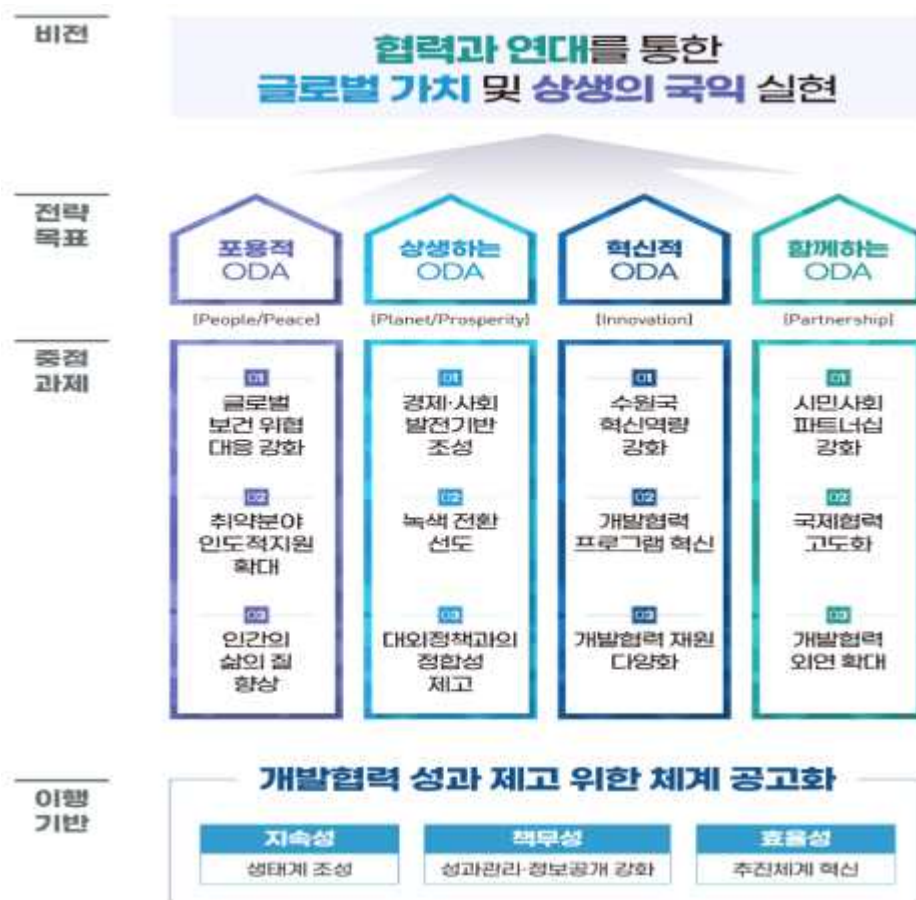 비전
협력과 연대를 통한
글로벌 가치 및 상생의 국익 실현
전략
목표
포용적
ODA
[People/Peace]
상생하는
ODA
[Planet/Prosperity]
혁신적
ODA
[Innovation]
함께하는
ODA
[Partnership]
중점
과제
01
글로벌
보건 위협
대응 강화
02
취약분야
인도적지원
확대
03
인간의
삶의 질
향상
01
경제·사회
발전기반
조성
02
녹색 전환
선도
03
대외정책과의
정합성
제고
01
수원국
혁신역량
강화
02
개발협력
프로그램 혁신
03
개발협력 재원
다양화
01
시민사회
파트너십
강화
02
국제협력
고도화
03
개발협력
외연 확대
이행
기반
개발협력 성과 제고 위한 체계 공고화
지속성
생태계 조성
책무성
성과관리·정보공개 강화
효율성
추진체계 혁신